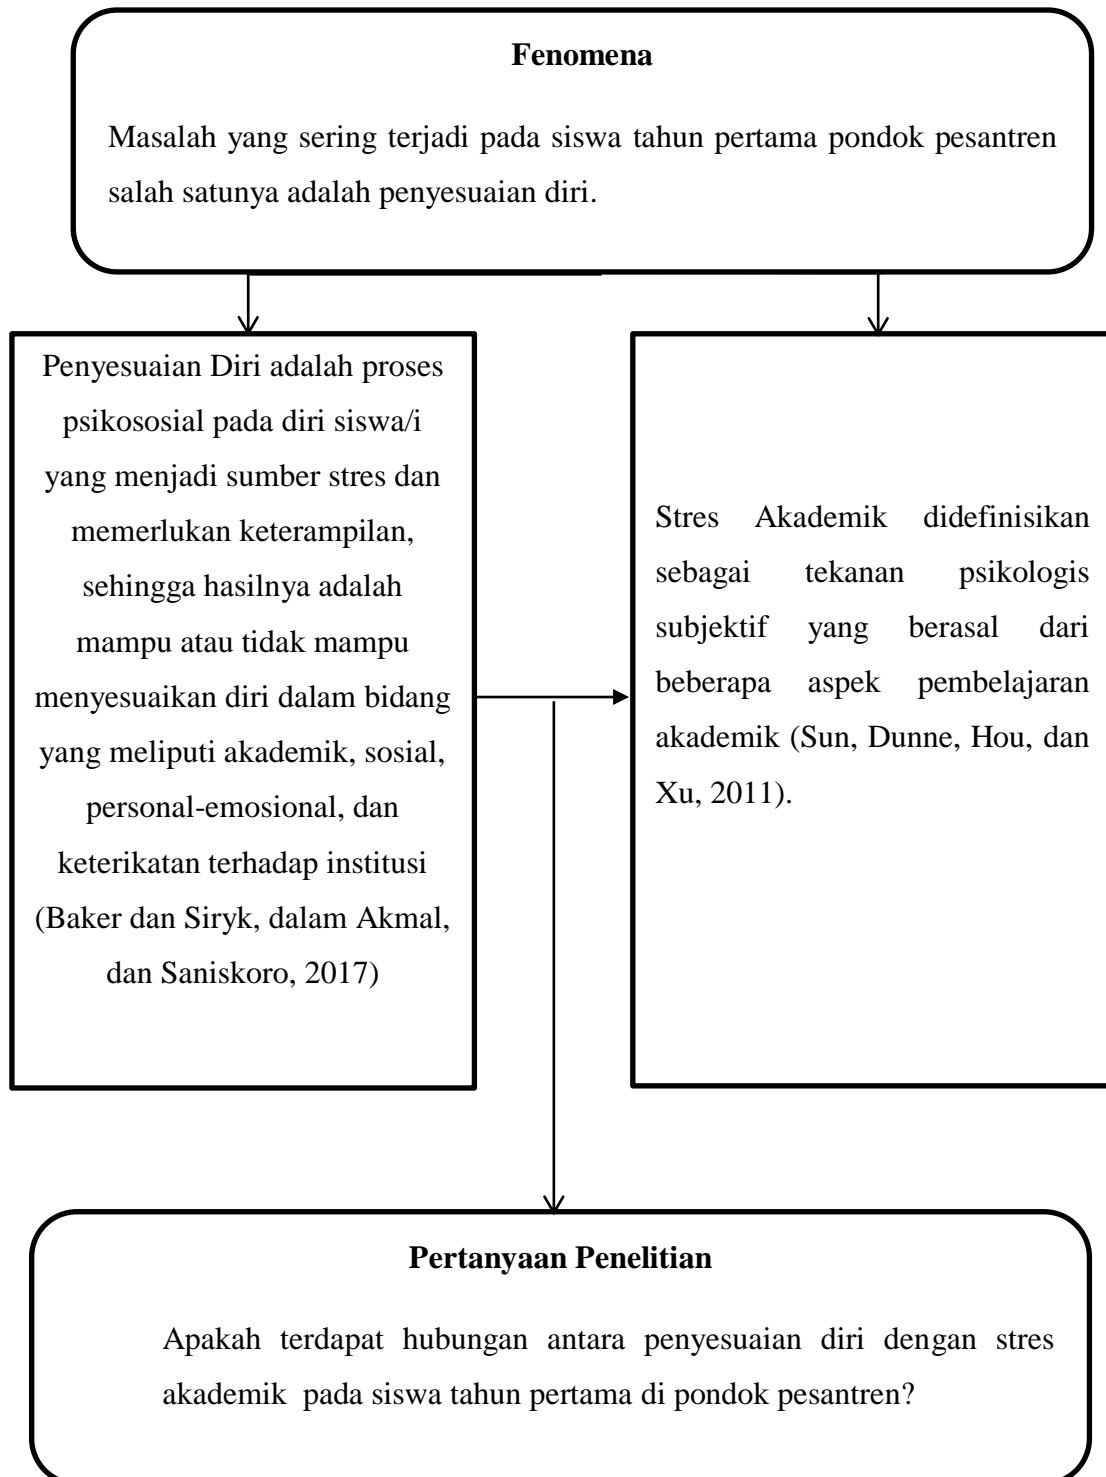 Fenomena
Masalah yang sering terjadi pada siswa tahun pertama pondok pesantren
salah satunya adalah penyesuaian diri.
Penyesuaian Diri adalah proses
psikososial pada diri siswa/i
yang menjadi sumber stres dan
memerlukan keterampilan,
sehingga hasilnya adalah
mampu atau tidak mampu
menyesuaikan diri dalam bidang
yang meliputi akademik, sosial,
personal-emosional, dan
keterikatan terhadap institusi
(Baker dan Siryk, dalam Akmal,
dan Saniskoro, 2017)
Stres Akademik didefinisikan
sebagai tekanan psikologis
subjektif yang berasal dari
beberapa aspek pembelajaran
akademik (Sun, Dunne, Hou, dan
Xu, 2011).
Pertanyaan Penelitian
Apakah terdapat hubungan antara penyesuaian diri dengan stres
akademik pada siswa tahun pertama di pondok pesantren?